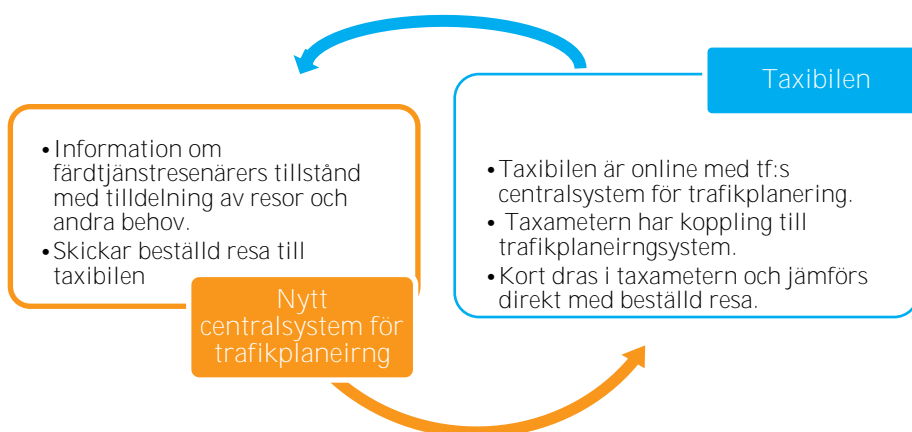 • Information om
färdtjänstresenärers tillstånd
med tilldelning av resor och
andra behov.
• Skickar beställd resa till
taxibilen
Nytt
centralsystem för
trafikplaneirng
Taxibilen
• Taxibilen är online med tf:s
centralsystem för trafikplanering.
• Taxametern har koppling till
trafikplaneirngsystem.
• Kort dras i taxametern och jämförs
direkt med beställd resa.